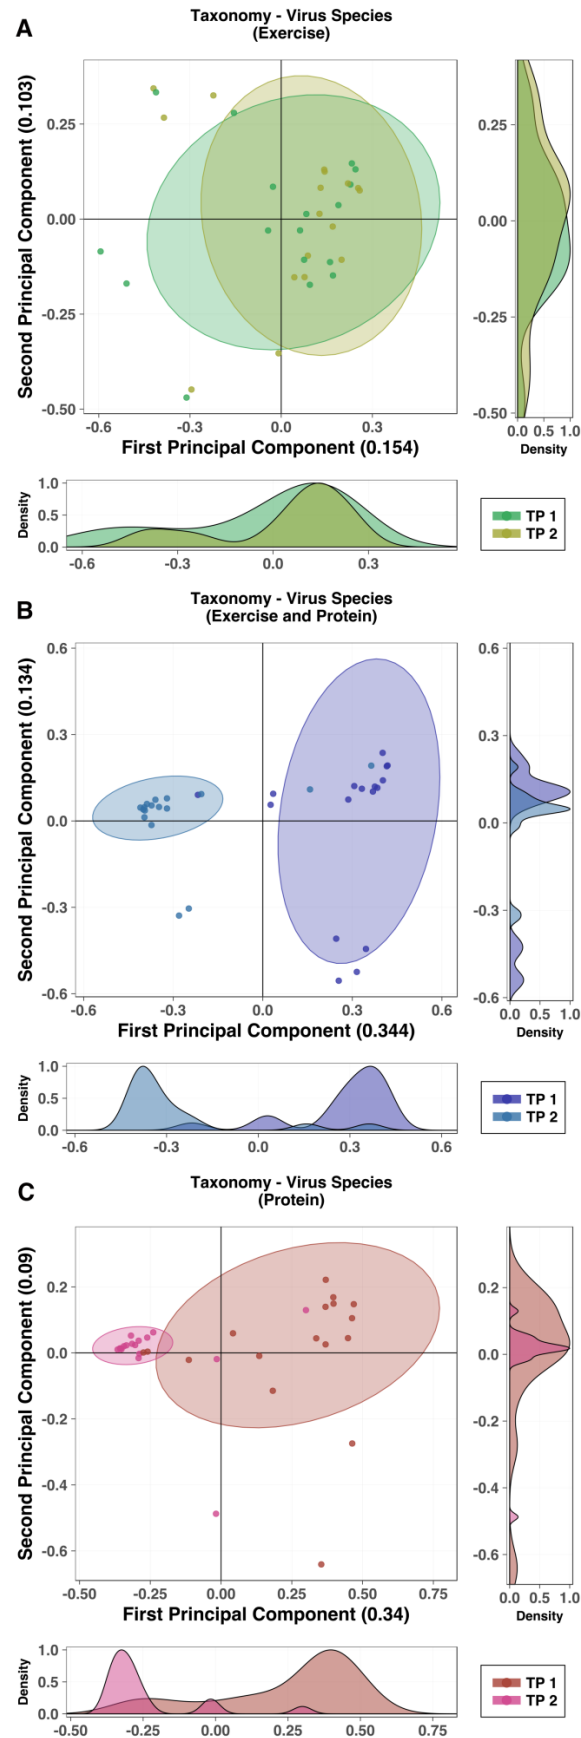 A
Taxonomy - Virus Species
(Exercise)
Second Principal Component (0.103)
0.25
0.00
-0.25
-0.50
-0.6
-0.3
0.0
0.3
First Principal Component (0.154)
0.25
0.00
-0.25
-0.50
0.0 0.5 1.0
Density
Density
1.0
0.5
0.0
-0.6
-0.3
0.0
0.3
TP 1
TP 2
B
Taxonomy - Virus Species
(Exercise and Protein)
Second Principal Component (0.134)
0.6
0.3
0.0
-0.3
-0.6
-0.6
-0.3
0.0
0.3
0.6
First Principal Component (0.344)
0.6
0.3
0.0
-0.3
-0.6
0.0 0.5 1.0
Density
Density
1.0
0.5
0.0
-0.6
-0.3
0.0
0.3
0.6
TP 1
TP 2
C
Taxonomy - Virus Species
(Protein)
Second Principal Component (0.09)
0.2
0.0
-0.2
-0.4
-0.6
-0.50
-0.25
0.00
0.25
0.50
0.75
First Principal Component (0.34)
0.2
0.0
-0.2
-0.4
-0.6
0.0 0.5 1.0
Density
Density
1.0
0.5
0.0
-0.50
-0.25
0.00
0.25
0.50
0.75
TP 1
TP 2